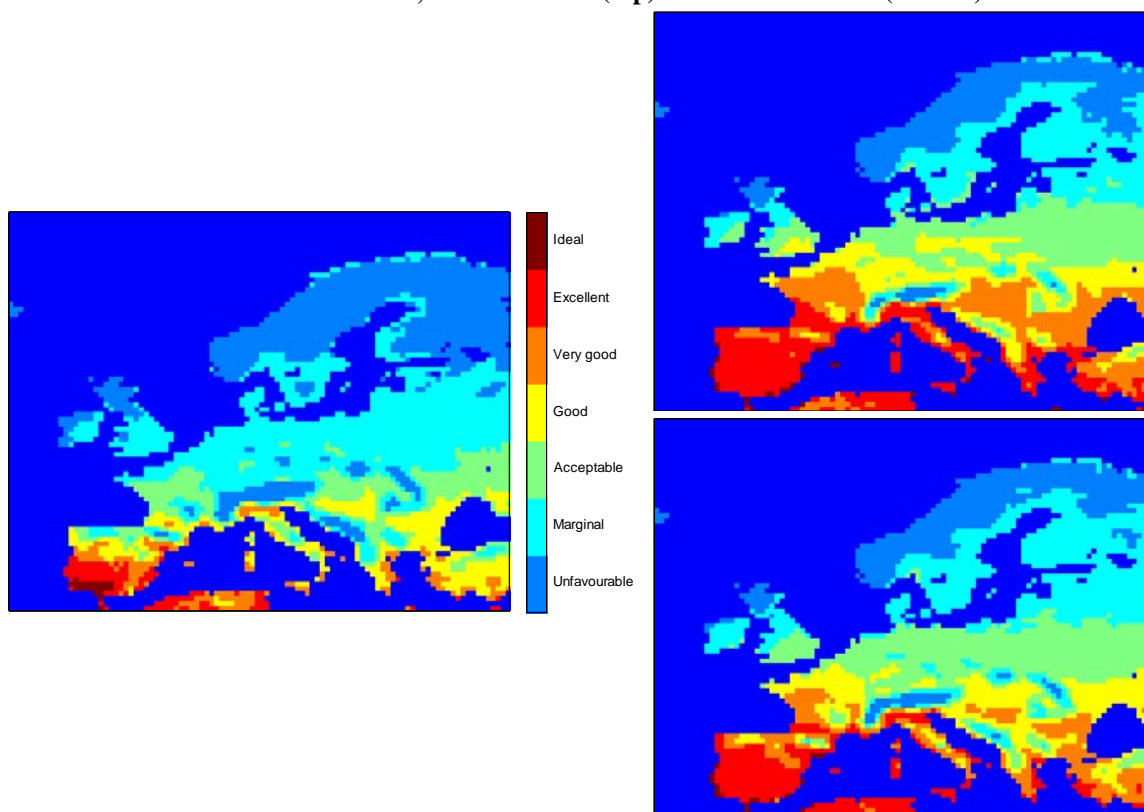 Ideal
Excellent
Very good
Good
Acceptable
Marginal
Unfavourable